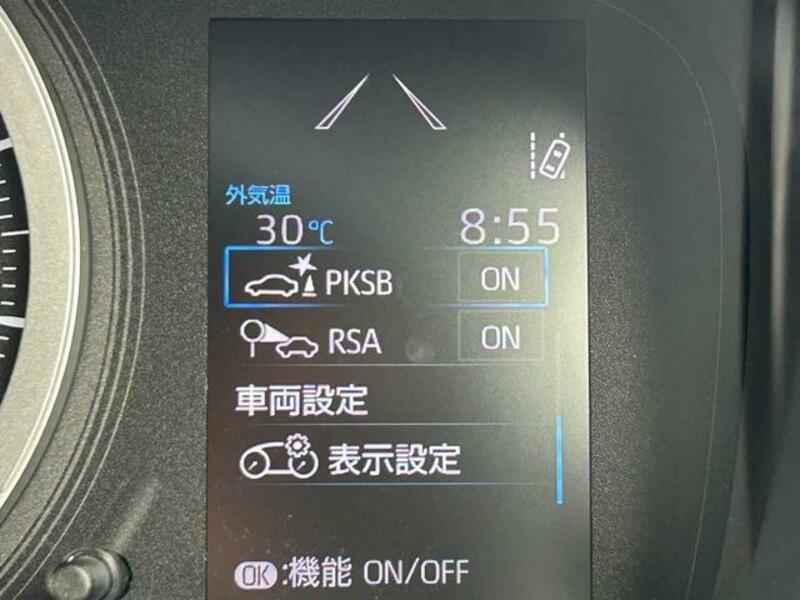 外気温
30℃ 8:55
PKSB ON
RSA ON
車両設定
表示設定
OK:機能 ON/OFF